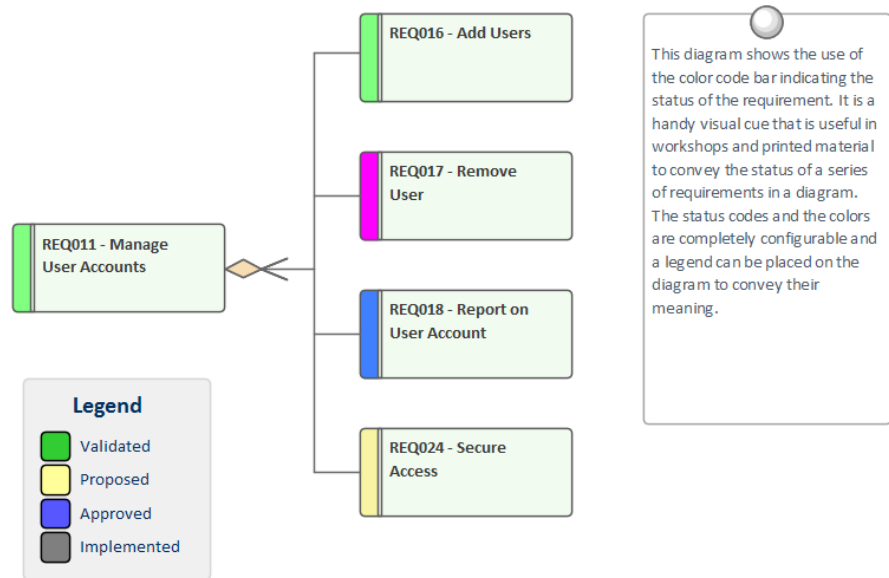 REQ016 - Add Users
REQ017 - Remove
User
REQ011 - Manage
User Accounts
REQ018 - Report on
User Account
REQ024 - Secure
Access
Legend
Validated
Proposed
Approved
Implemented
This diagram shows the use of
the color code bar indicating the
status of the requirement. It is a
handy visual cue that is useful in
workshops and printed material
to convey the status of a series
of requirements in a diagram.
The status codes and the colors
are completely configurable and
a legend can be placed on the
diagram to convey their
meaning.